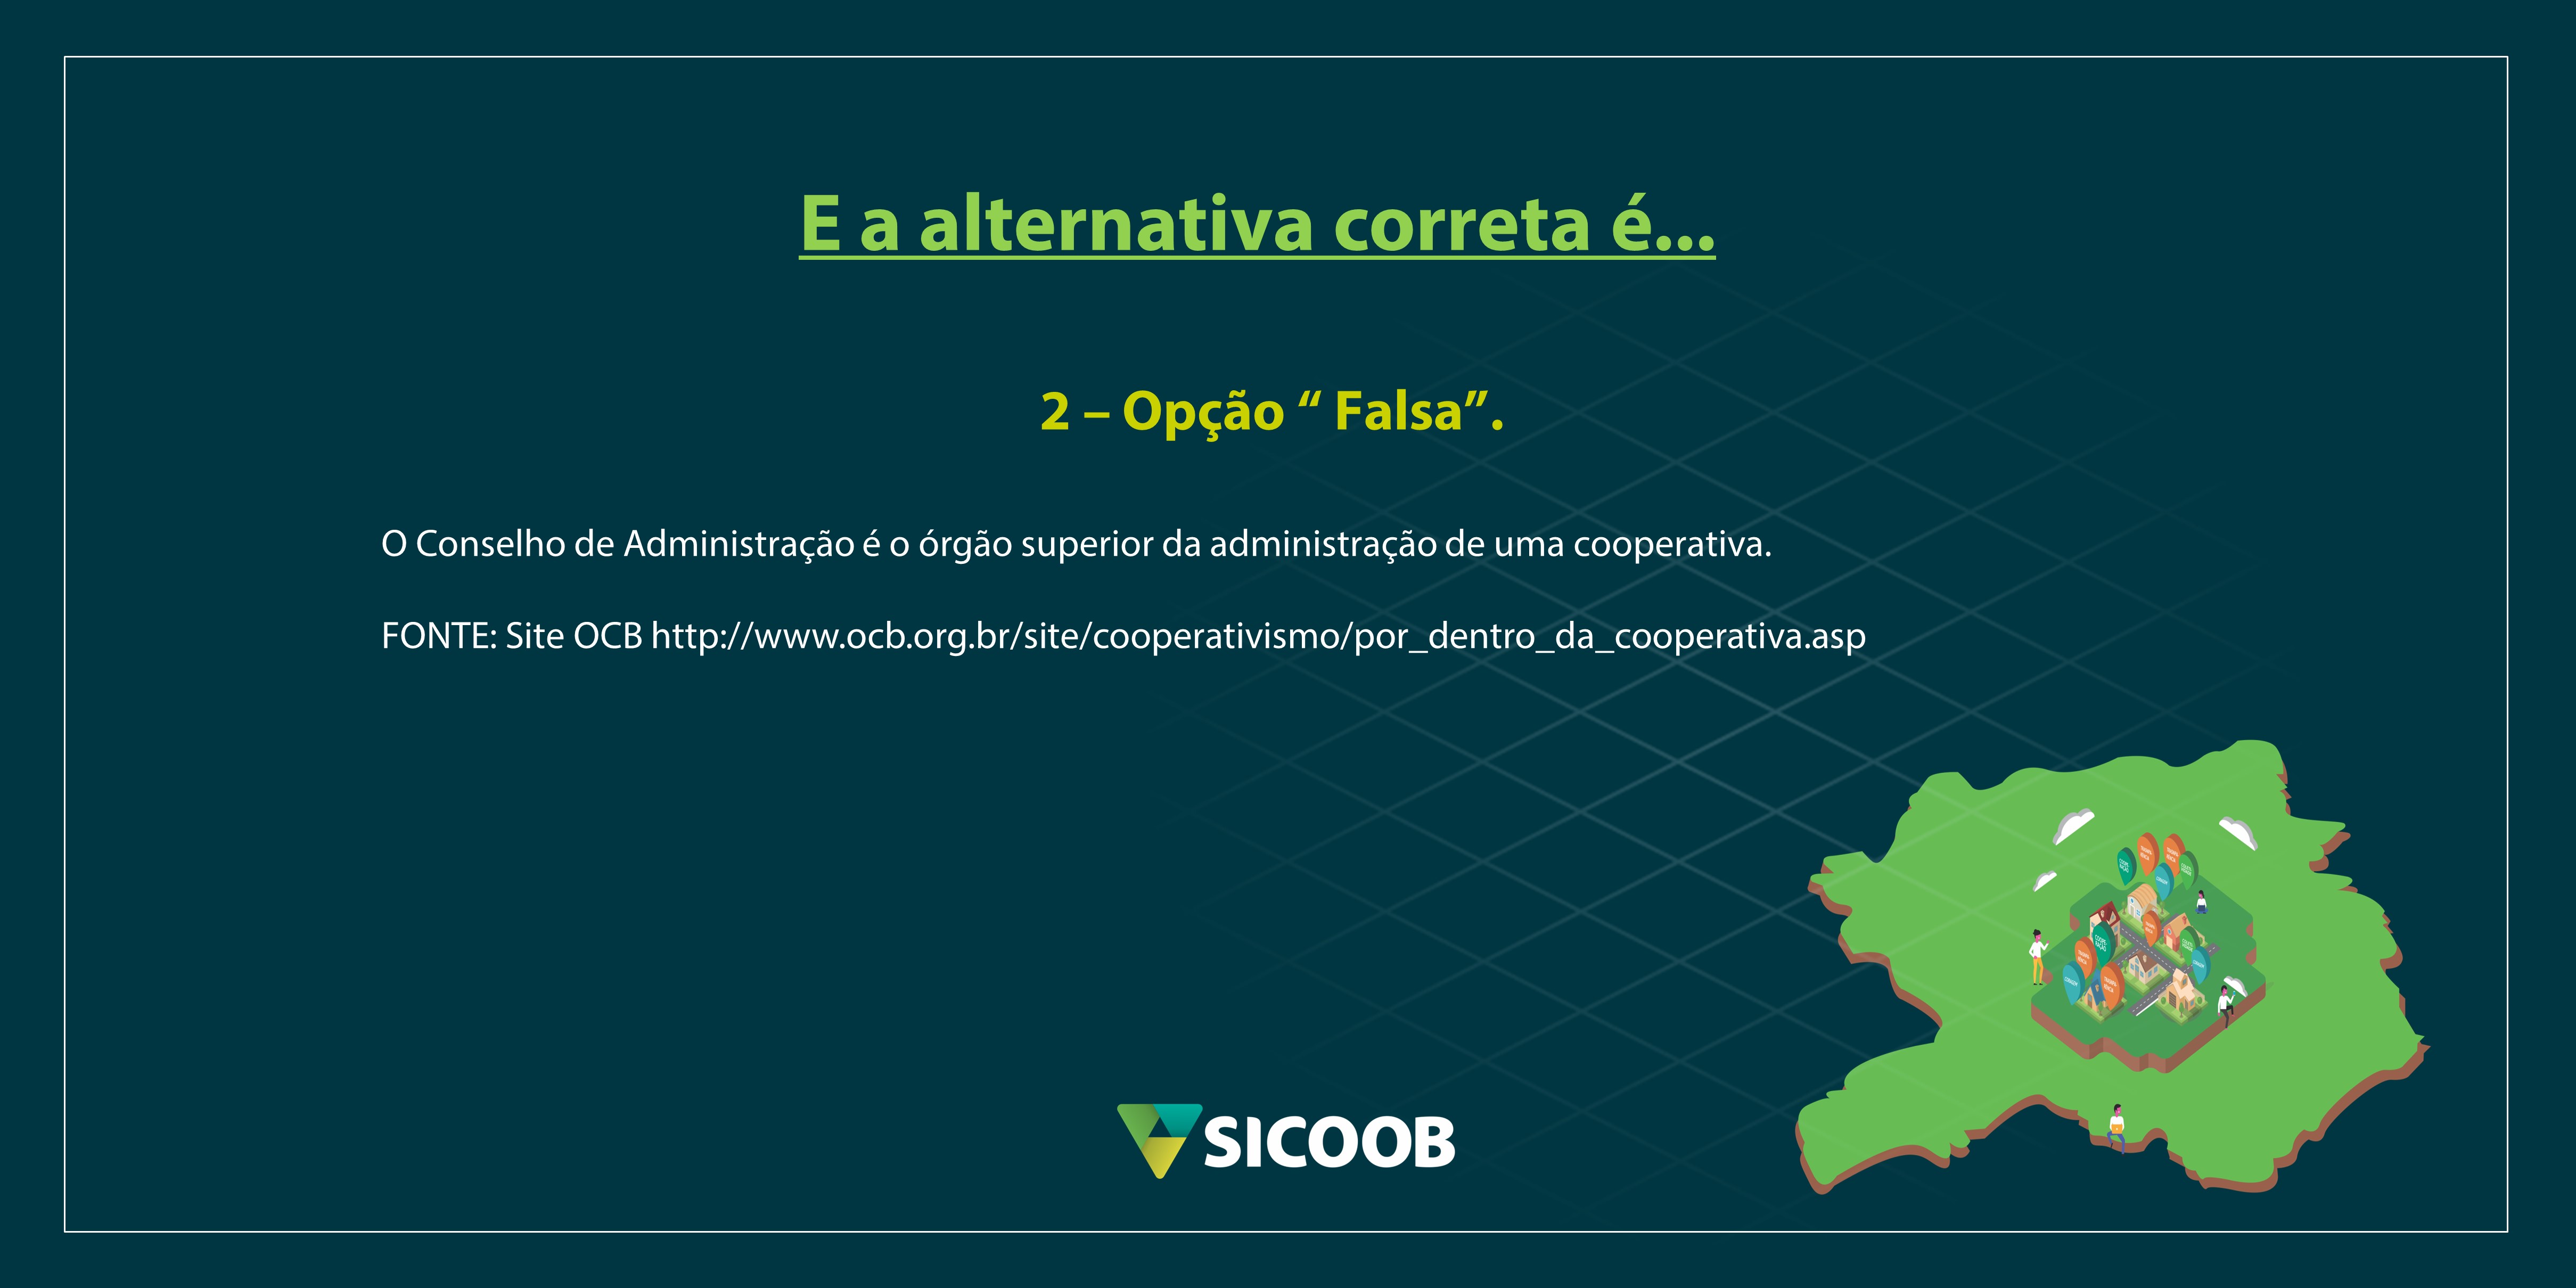 E a alternativa correta é...
2 – Opção “ Falsa”.
O Conselho de Administração é o órgão superior da administração de uma cooperativa.
FONTE: Site OCB http://www.ocb.org.br/site/cooperativismo/por_dentro_da_cooperativa.asp
SICOOB